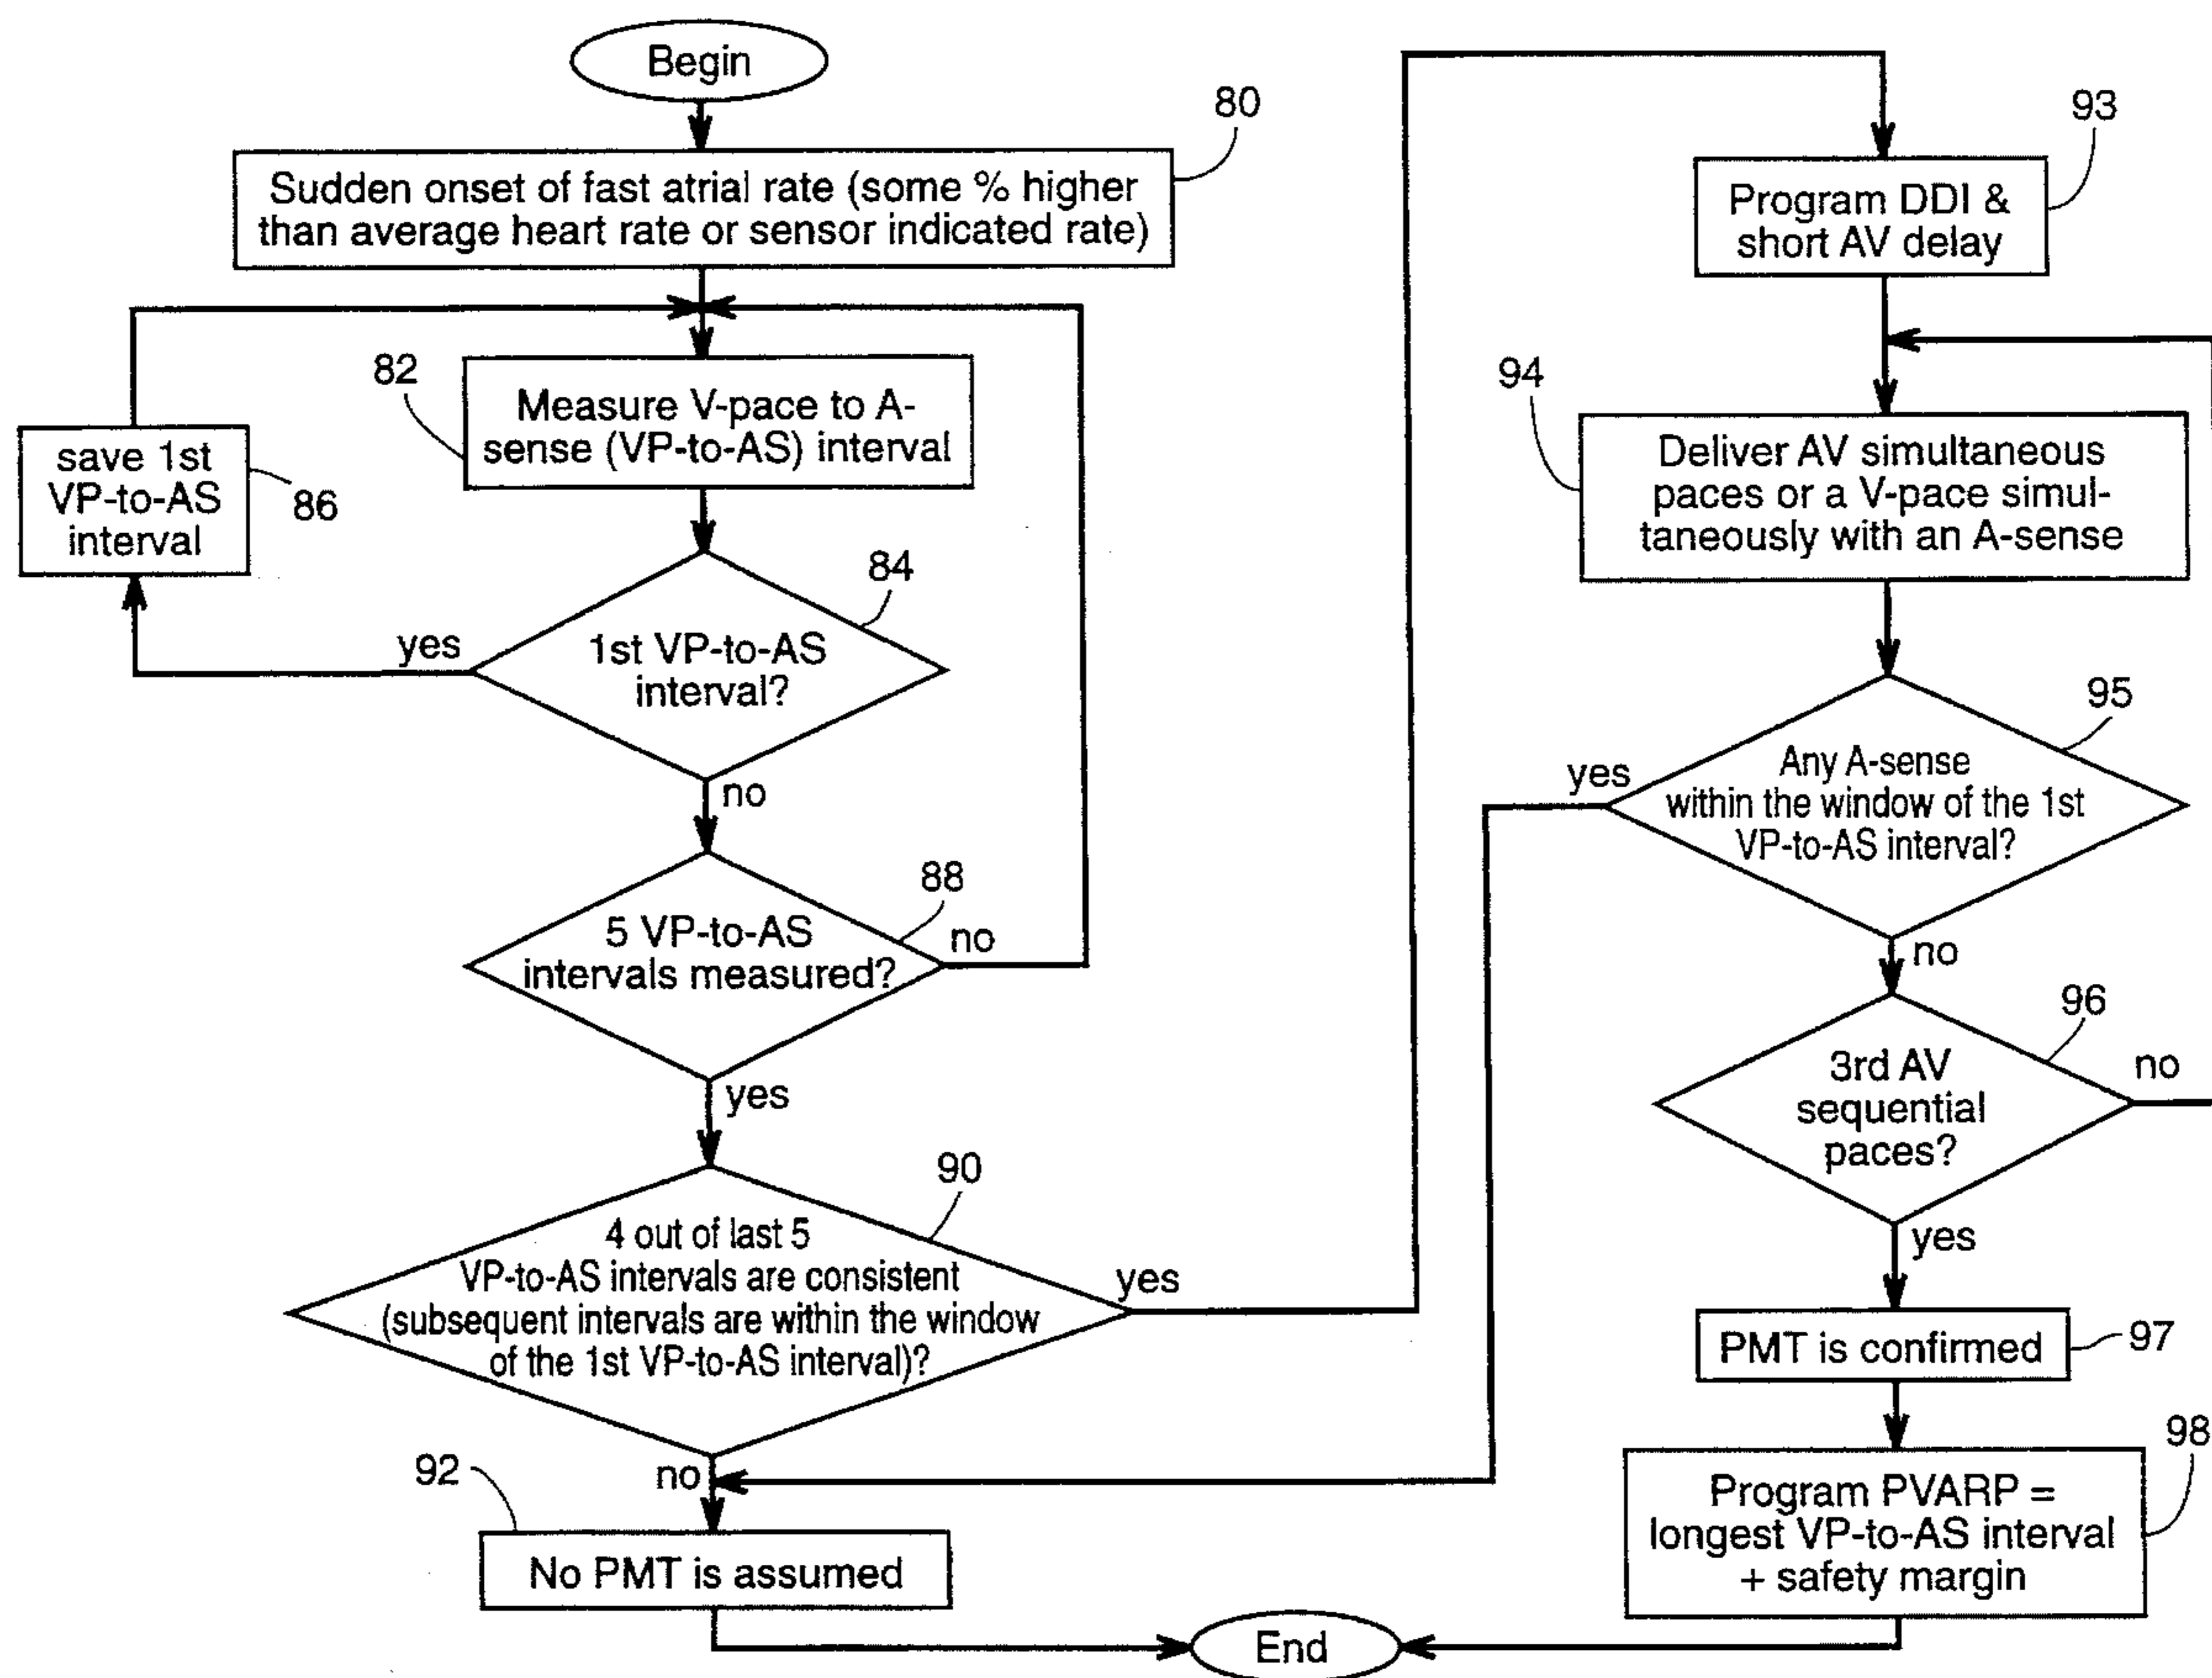 Begin
80
Sudden onset of fast atrial rate (some % higher
than average heart rate or sensor indicated rate)
82
Measure V-pace to A-
sense (VP-to-AS) interval
save 1st
VP-to-AS
interval
86
84
yes
1st VP-to-AS
interval?
no
88
5 VP-to-AS
intervals measured?
no
yes
90
4 out of last 5
VP-to-AS intervals are consistent
(subsequent intervals are within the window
of the 1st VP-to-AS interval)?
yes
no
92
No PMT is assumed
93
Program DDI &
short AV delay
94
Deliver AV simultaneous
paces or a V-pace simul-
taneously with an A-sense
95
yes
Any A-sense
within the window of the 1st
VP-to-AS interval?
no
96
3rd AV
sequential
paces?
no
yes
PMT is confirmed
97
98
Program PVARP =
longest VP-to-AS interval
+ safety margin
End